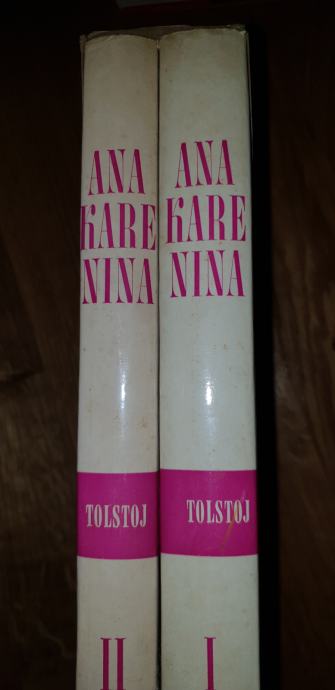 ANA
KARE
NINA
TOLSTOJ
II
ANA
KARE
NINA
TOLSTOJ
I